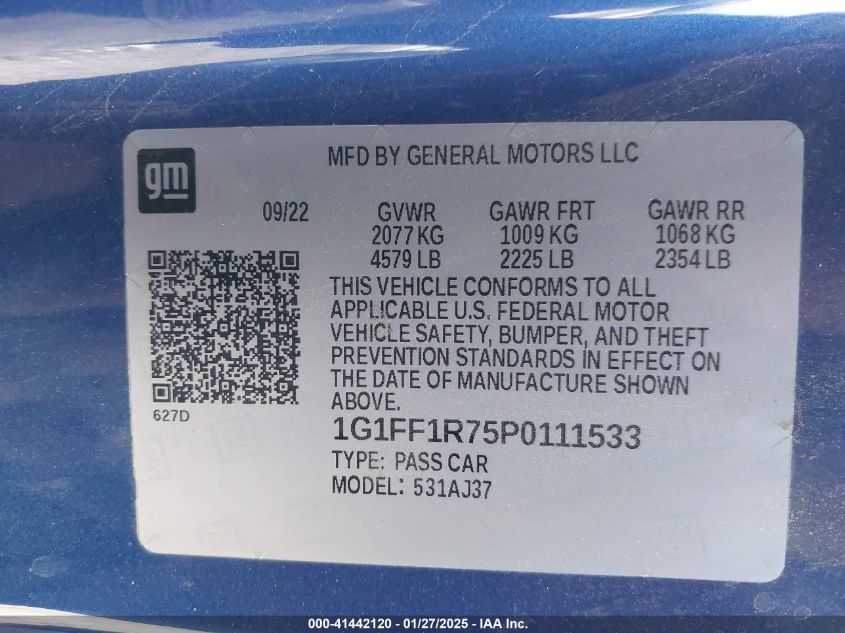 gm
MFD BY GENERAL MOTORS LLC
09/22 GVWR GAWR FRT GAWR RR
2077 KG 1009 KG 1068 KG
4579 LB 2225 LB 2354 LB
THIS VEHICLE CONFORMS TO ALL
APPLICABLE U.S. FEDERAL MOTOR
VEHICLE SAFETY, BUMPER, AND THEFT
PREVENTION STANDARDS IN EFFECT ON
THE DATE OF MANUFACTURE SHOWN
ABOVE.
627D
1G1FF1R75P0111533
TYPE: PASS CAR
MODEL: 531AJ37
000-41442120 - 01/27/2025 - IAA Inc.